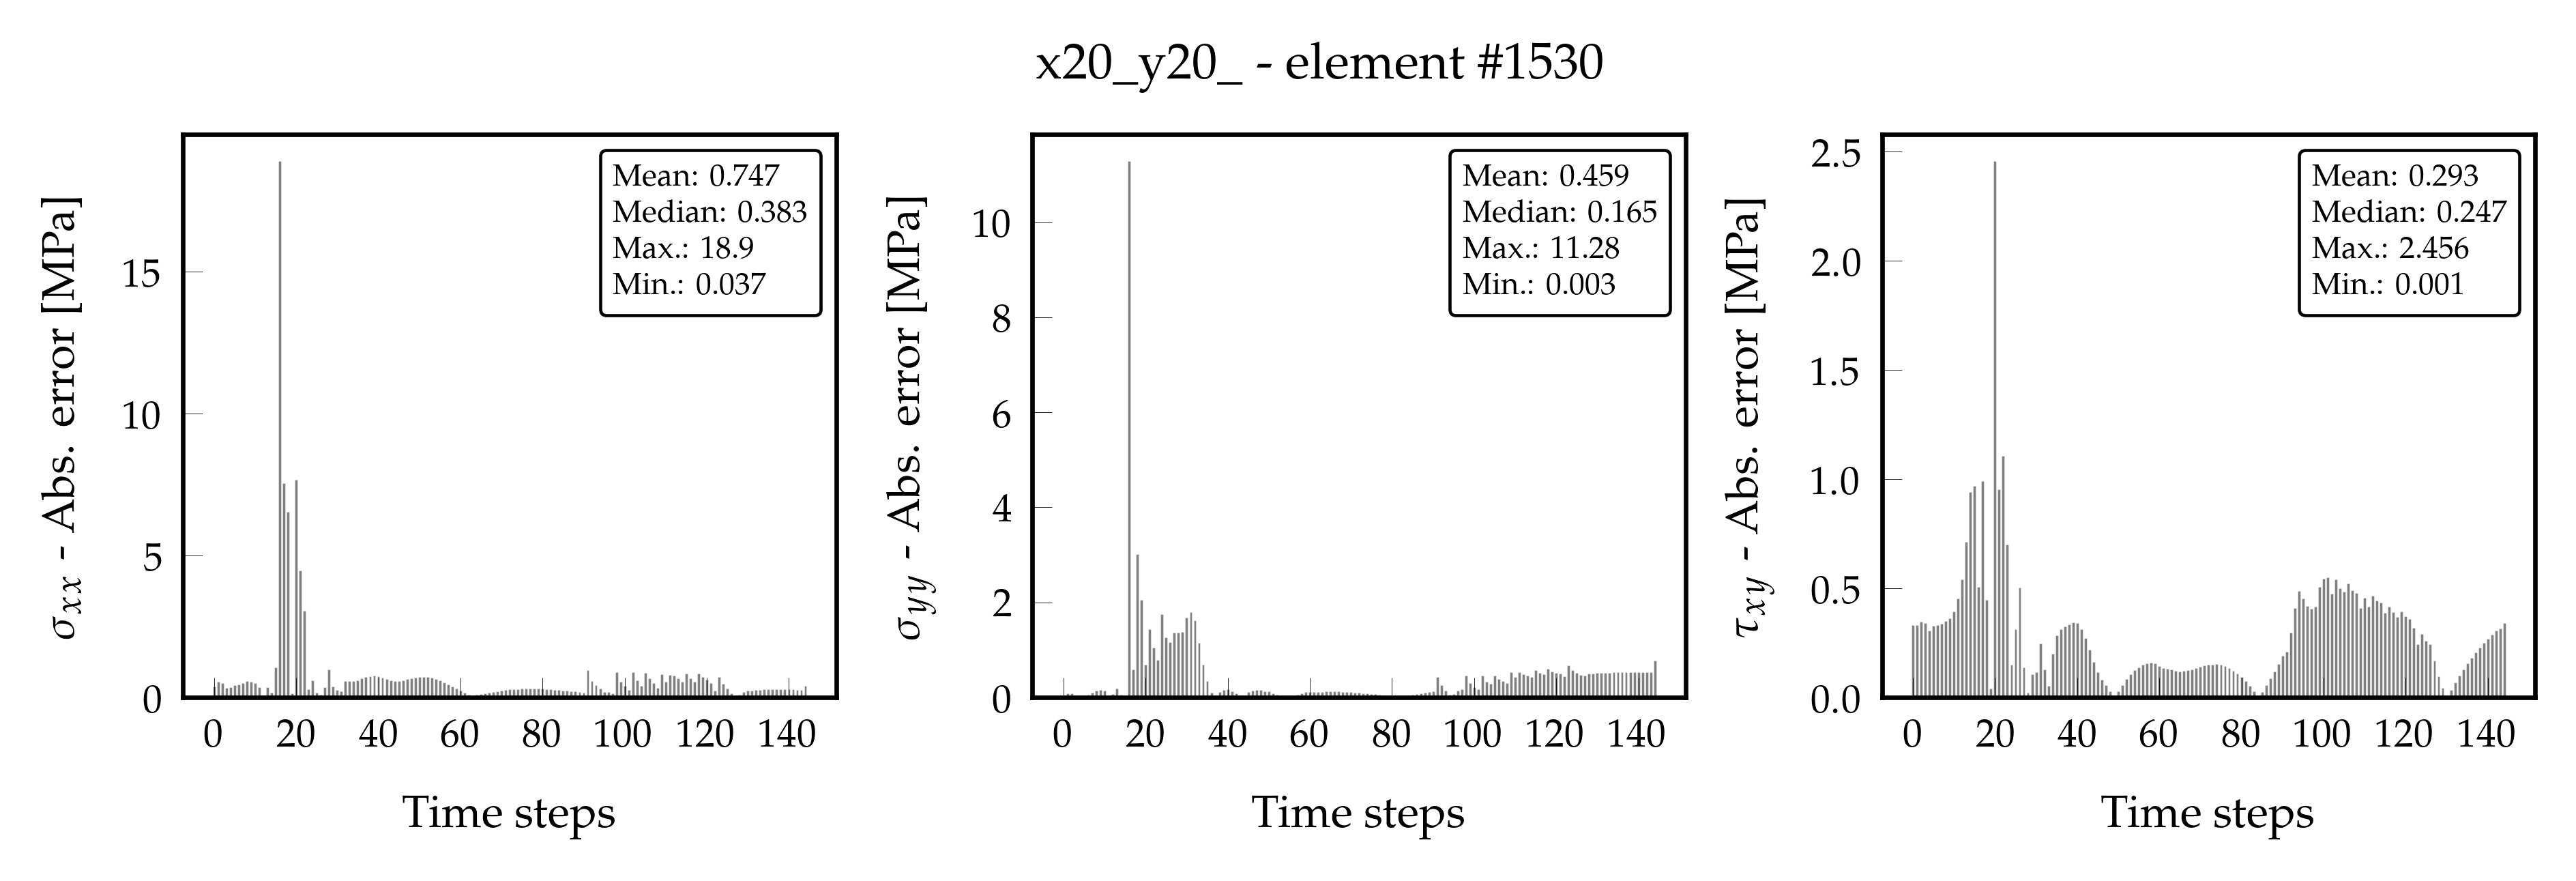 x20_y20_ - element #1530
σxx - Abs. error [MPa]
15
10
5
0
Mean: 0.747
Median: 0.383
Max.: 18.9
Min.: 0.037
0 20 40 60 80 100 120 140
Time steps
σyy - Abs. error [MPa]
10
8
6
4
2
0
Mean: 0.459
Median: 0.165
Max.: 11.28
Min.: 0.003
0 20 40 60 80 100 120 140
Time steps
τxy - Abs. error [MPa]
2.5
2.0
1.5
1.0
0.5
0.0
Mean: 0.293
Median: 0.247
Max.: 2.456
Min.: 0.001
0 20 40 60 80 100 120 140
Time steps